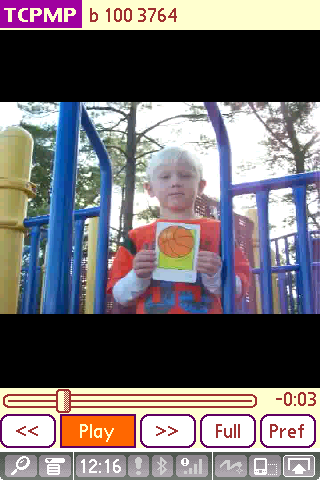 TCPMP b 100 3764
-0:03
<< Play >> Full Pref
12:16